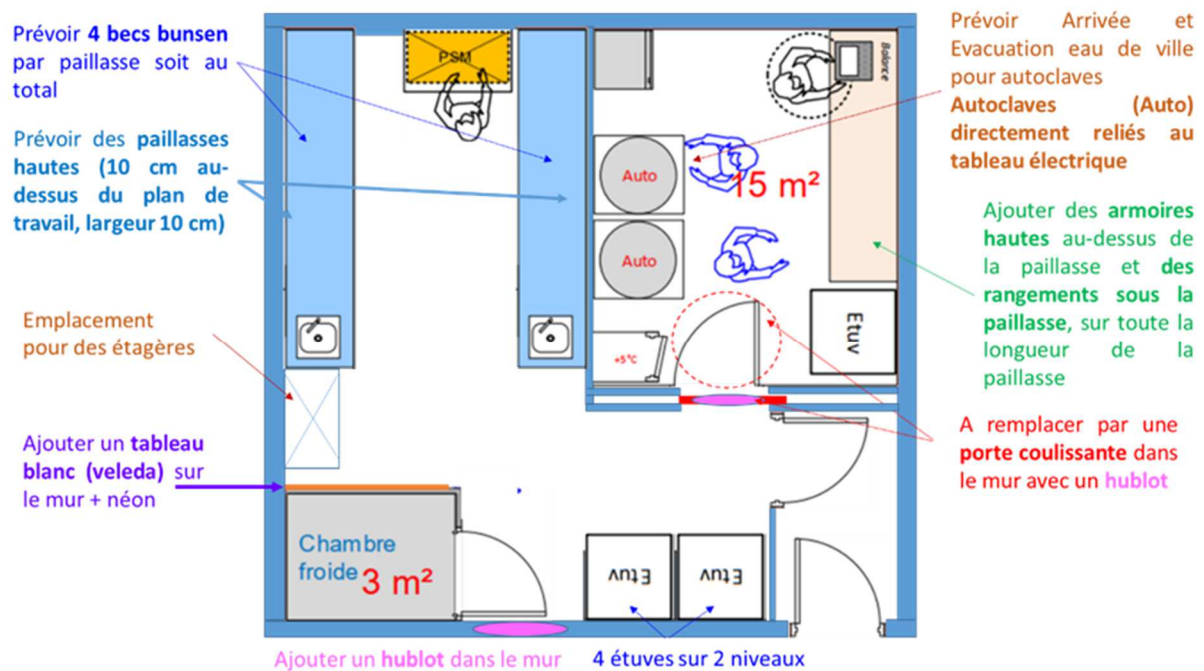 Prévoir 4 becs bunsen
par paillasse soit au
total
Prévoir des paillasses
hautes (10 cm au-
dessus du plan de
travail, largeur 10 cm)
Emplacement
pour des étagères
Ajouter un tableau
blanc (veleda) sur
le mur + néon
PSM
Balance
Auto
15 m²
Auto
Etuv
+5°C
Chambre
froide 3 m²
Etuv
Etuv
Ajouter un hublot dans le mur
4 étuves sur 2 niveaux
Prévoir Arrivée et
Evacuation eau de ville
pour autoclaves
Autoclaves (Auto)
directement reliés au
tableau électrique
Ajouter des armoires
hautes au-dessus de
la paillasse et des
rangements sous la
paillasse, sur toute la
longueur de la
paillasse
A remplacer par une
porte coulissante dans
le mur avec un hublot